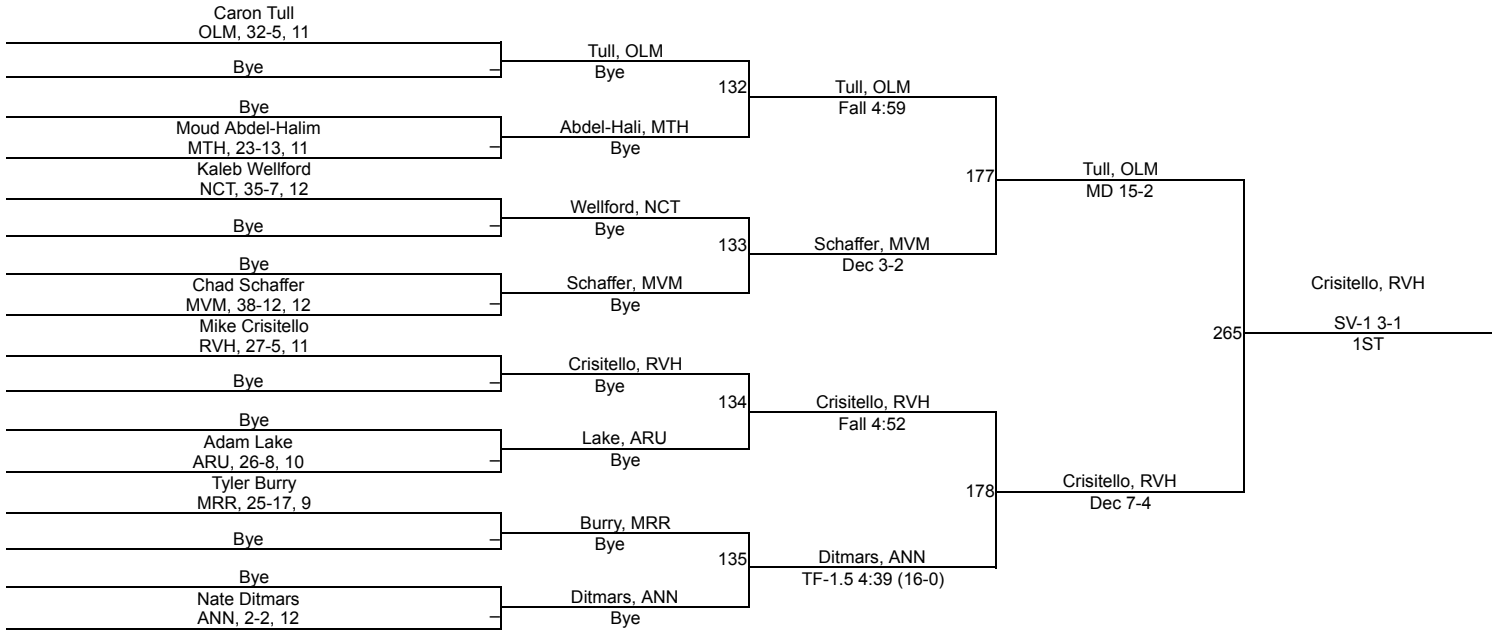 Caron Tull
OLM, 32-5, 11
Bye
Bye
Moud Abdel-Halim
MTH, 23-13, 11
Kaleb Wellford
NCT, 35-7, 12
Bye
Bye
Chad Schaffer
MVM, 38-12, 12
Mike Crisitello
RVH, 27-5, 11
Bye
Bye
Adam Lake
ARU, 26-8, 10
Tyler Burry
MRR, 25-17, 9
Bye
Bye
Nate Ditmars
ANN, 2-2, 12
Tull, OLM
Bye
132
Abdel-Hali, MTH
Bye
Wellford, NCT
Bye
133
Schaffer, MVM
Bye
Crisitello, RVH
Bye
134
Lake, ARU
Bye
Burry, MRR
Bye
135
Ditmars, ANN
Bye
Tull, OLM
Fall 4:59
177
Schaffer, MVM
Dec 3-2
Crisitello, RVH
Fall 4:52
178
Ditmars, ANN
TF-1.5 4:39 (16-0)
Tull, OLM
MD 15-2
265
Crisitello, RVH
Dec 7-4
Crisitello, RVH
SV-1 3-1
1ST